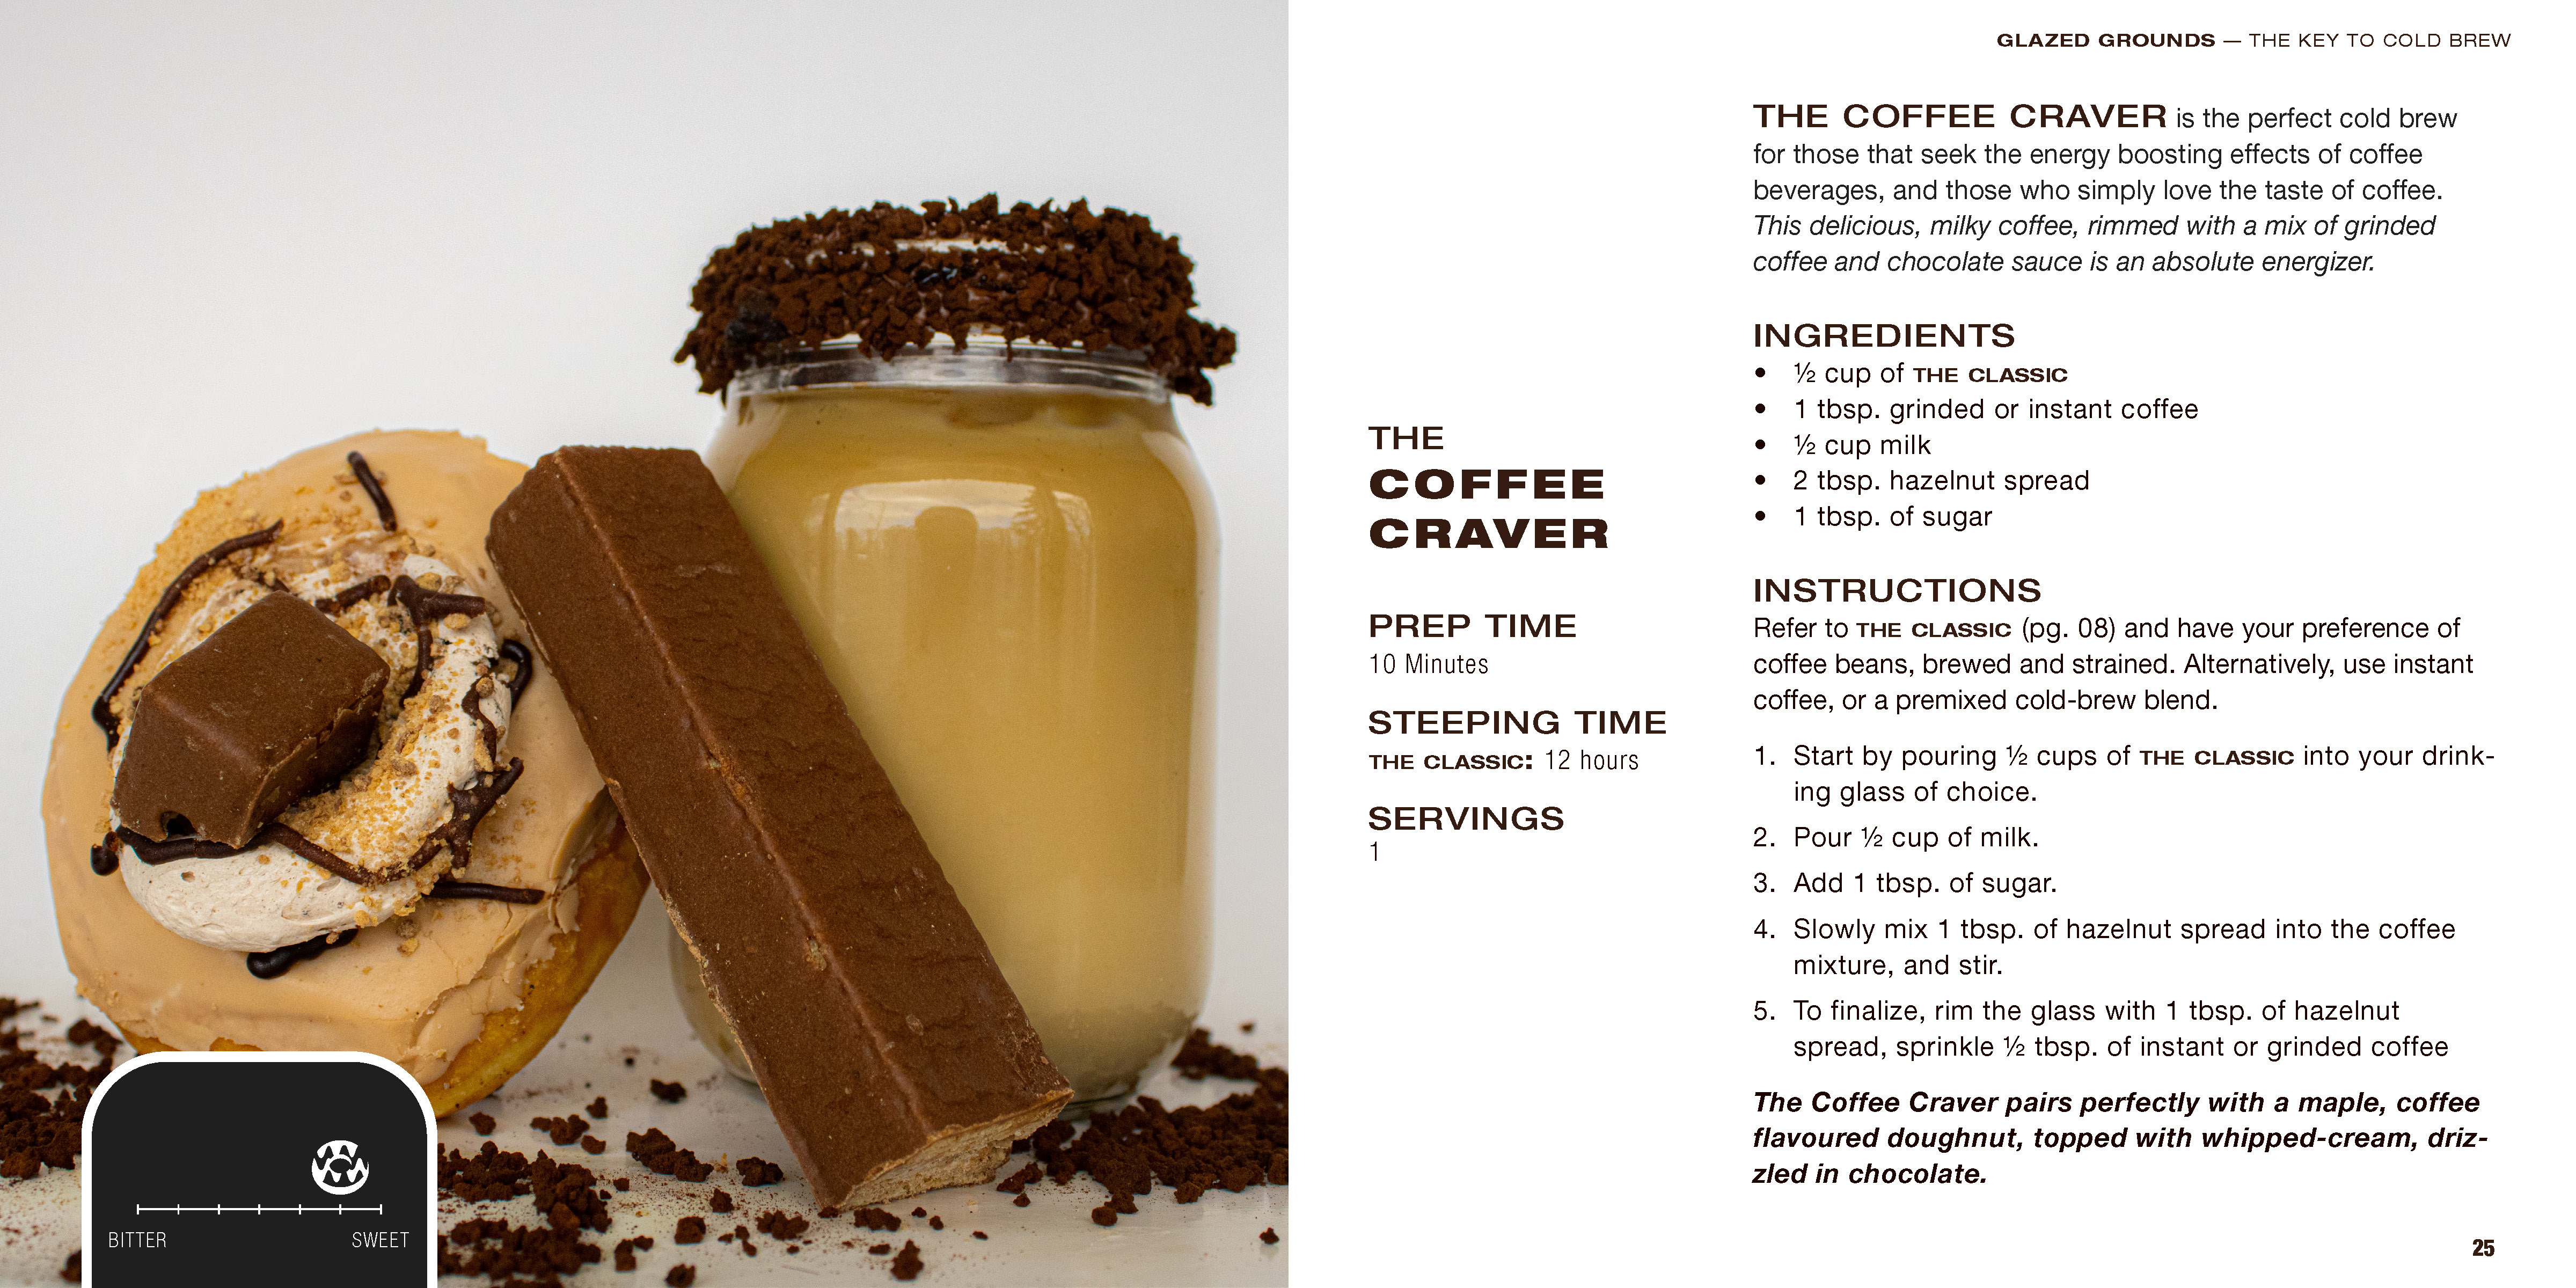 GLAZED GROUNDS — THE KEY TO COLD BREW
THE
COFFEE
CRAVER
PREP TIME
10 Minutes
STEEPING TIME
THE CLASSIC: 12 hours
SERVINGS
1
THE COFFEE CRAVER is the perfect cold brew
for those that seek the energy boosting effects of coffee
beverages, and those who simply love the taste of coffee.
This delicious, milky coffee, rimmed with a mix of grinded
coffee and chocolate sauce is an absolute energizer.
INGREDIENTS
• ½ cup of THE CLASSIC
• 1 tbsp. grinded or instant coffee
• ½ cup milk
• 2 tbsp. hazelnut spread
• 1 tbsp. of sugar
INSTRUCTIONS
Refer to THE CLASSIC (pg. 08) and have your preference of
coffee beans, brewed and strained. Alternatively, use instant
coffee, or a premixed cold-brew blend.
1. Start by pouring ½ cups of THE CLASSIC into your drink-
ing glass of choice.
2. Pour ½ cup of milk.
3. Add 1 tbsp. of sugar.
4. Slowly mix 1 tbsp. of hazelnut spread into the coffee
mixture, and stir.
5. To finalize, rim the glass with 1 tbsp. of hazelnut
spread, sprinkle ½ tbsp. of instant or grinded coffee
The Coffee Craver pairs perfectly with a maple, coffee
flavoured doughnut, topped with whipped-cream, driz-
zled in chocolate.
BITTER SWEET
25